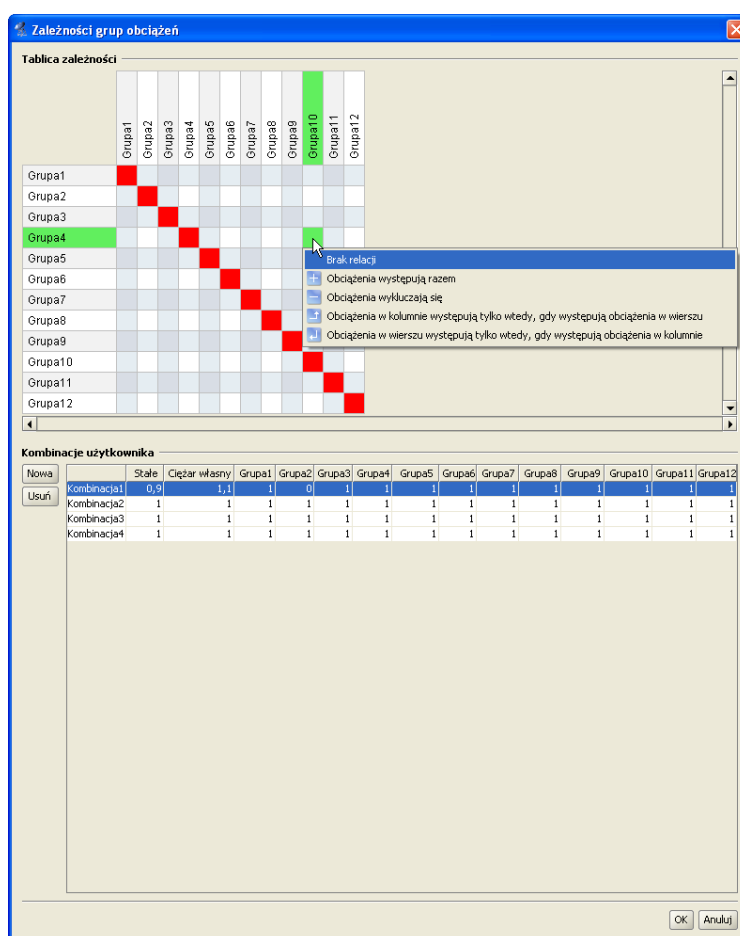 Zależności grup obciążeń
Tablica zależności
Grupa1 Grupa2 Grupa3 Grupa4 Grupa5 Grupa6 Grupa7 Grupa8 Grupa9 Grupa10 Grupa11 Grupa12
Grupa1
Grupa2
Grupa3
Grupa4
Grupa5
Grupa6
Grupa7
Grupa8
Grupa9
Grupa10
Grupa11
Grupa12
Brak relacji
Obciążenia występują razem
Obciążenia wykluczają się
Obciążenia w kolumnie występują tylko wtedy, gdy występują obciążenia w wierszu
Obciążenia w wierszu występują tylko wtedy, gdy występują obciążenia w kolumnie
Kombinacje użytkownika
Nowa
Usuń
Stałe Ciężar własny Grupa1 Grupa2 Grupa3 Grupa4 Grupa5 Grupa6 Grupa7 Grupa8 Grupa9 Grupa10 Grupa11 Grupa12
Kombinacja1 0,9 1,1 1 0 1 1 1 1 1 1 1 1 1 1
Kombinacja2 1 1 1 1 1 1 1 1 1 1 1 1 1 1
Kombinacja3 1 1 1 1 1 1 1 1 1 1 1 1 1 1
Kombinacja4 1 1 1 1 1 1 1 1 1 1 1 1 1 1
OK Anuluj